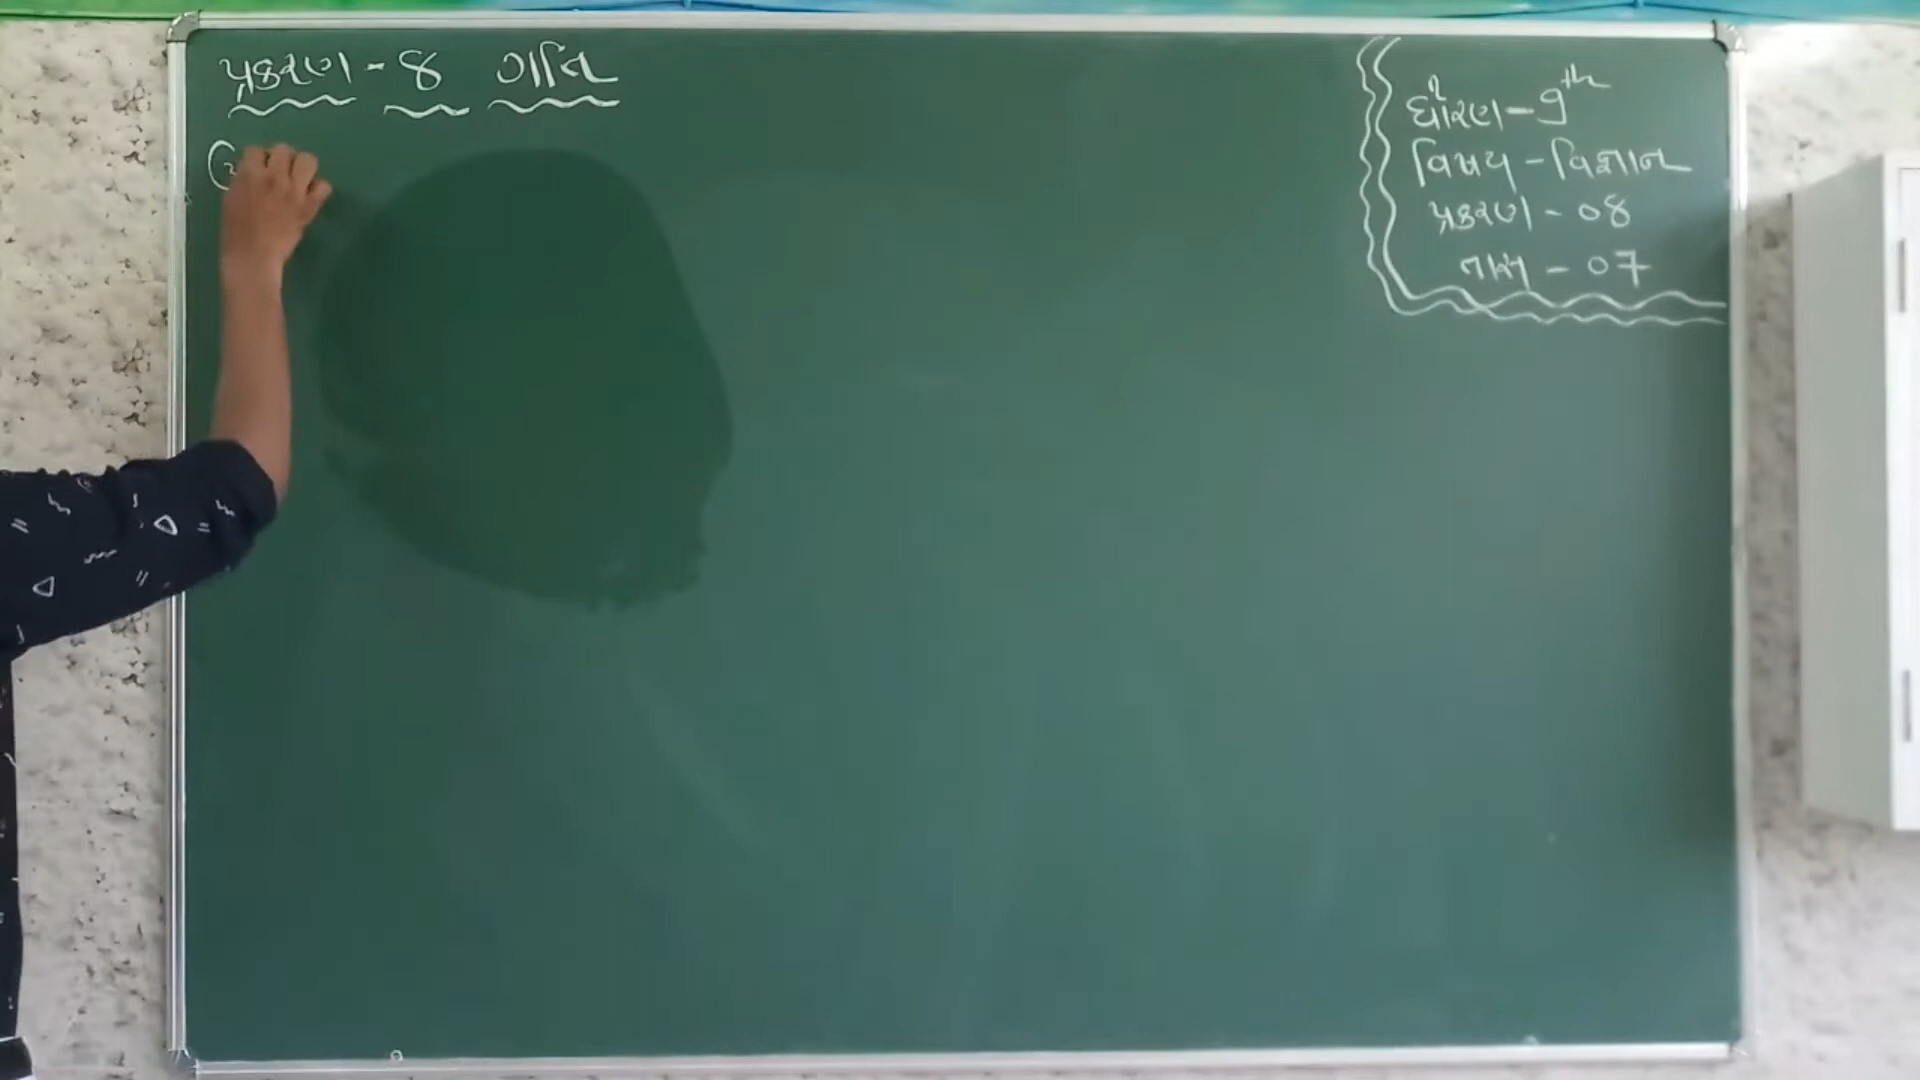 પ્રકરણ - 8 ગતિ
ધોરણ - 9th
વિષય - વિજ્ઞાન
પ્રકરણ - 08
તાસ - 07